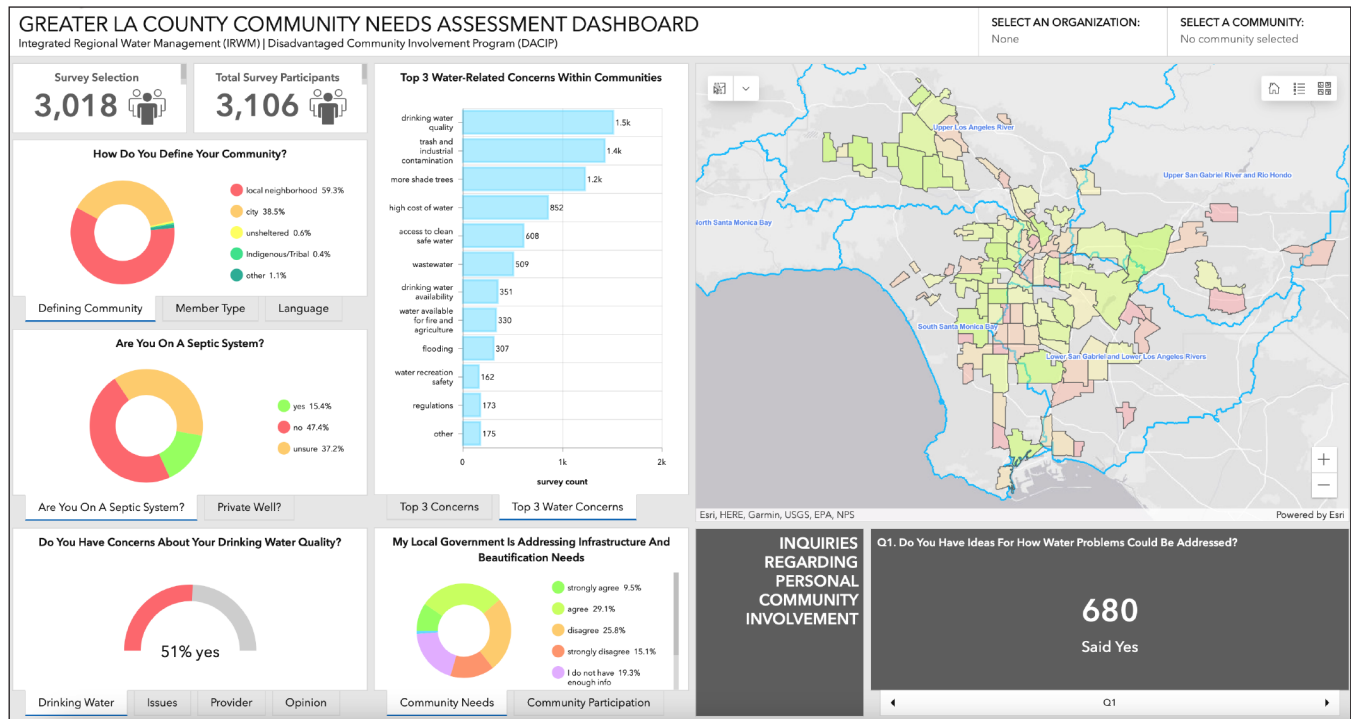 GREATER LA COUNTY COMMUNITY NEEDS ASSESSMENT DASHBOARD
Integrated Regional Water Management (IRWM) | Disadvantaged Community Involvement Program (DACIP)
SELECT AN ORGANIZATION:
None
SELECT A COMMUNITY:
No community selected
Survey Selection
3,018
Total Survey Participants
3,106
How Do You Define Your Community?
local neighborhood 59.3%
city 38.5%
unsheltered 0.6%
Indigenous/Tribal 0.4%
other 1.1%
Defining Community
Member Type
Language
Are You On A Septic System?
yes 15.4%
no 47.4%
unsure 37.2%
Are You On A Septic System?
Private Well?
Do You Have Concerns About Your Drinking Water Quality?
51% yes
Drinking Water
Issues
Provider
Opinion
Top 3 Water-Related Concerns Within Communities
drinking water
quality
1.5k
trash and
industrial
contamination
1.4k
more shade trees
1.2k
high cost of water
852
access to clean
safe water
608
wastewater
509
drinking water
availability
351
water available
for fire and
agriculture
330
flooding
307
water recreation
safety
162
regulations
173
other
175
0
1k
2k
survey count
Top 3 Concerns
Top 3 Water Concerns
My Local Government Is Addressing Infrastructure And
Beautification Needs
strongly agree 9.5%
agree 29.1%
disagree 25.8%
strongly disagree 15.1%
I do not have 19.3%
enough info
Community Needs
Community Participation
Upper Los Angeles River
Upper San Gabriel River and Rio Hondo
North Santa Monica Bay
South Santa Monica Bay
Lower San Gabriel and Lower Los Angeles Rivers
+
−
Esri, HERE, Garmin, USGS, EPA, NPS
Powered by Esri
INQUIRIES
REGARDING
PERSONAL
COMMUNITY
INVOLVEMENT
Q1. Do You Have Ideas For How Water Problems Could Be Addressed?
680
Said Yes
Q1